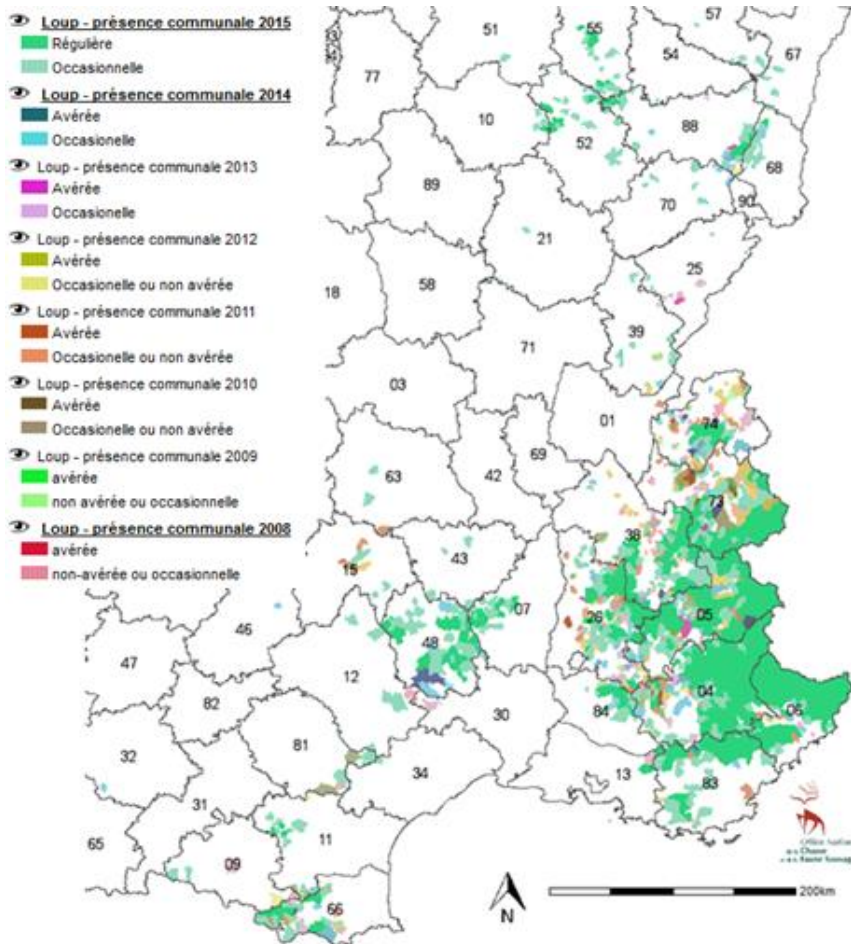 Loup - présence communale 2015
Régulière
Occasionnelle
Loup - présence communale 2014
Avérée
Occasionelle
Loup - présence communale 2013
Avérée
Occasionelle
Loup - présence communale 2012
Avérée
Occasionelle ou non avérée
Loup - présence communale 2011
Avérée
Occasionelle ou non avérée
Loup - présence communale 2010
Avérée
Occasionelle ou non avérée
Loup - présence communale 2009
avérée
non avérée ou occasionnelle
Loup - présence communale 2008
avérée
non-avérée ou occasionnelle
51
55
57
54
67
77
10
52
88
68
89
70
90
21
25
18
58
39
71
03
01
74
63
42
69
73
38
15
43
07
26
05
46
48
47
12
04
06
82
30
84
32
81
34
13
83
31
11
65
09
66
N
200km
Chasse
Faune Sauvage